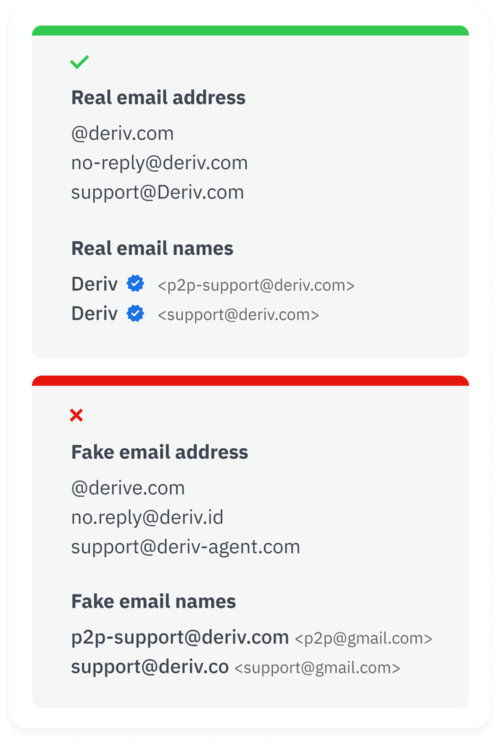 Real email address
@deriv.com
no-reply@deriv.com
support@Deriv.com
Real email names
Deriv <p2p-support@deriv.com>
Deriv <support@deriv.com>
Fake email address
@derive.com
no.reply@deriv.id
support@deriv-agent.com
Fake email names
p2p-support@deriv.com <p2p@gmail.com>
support@deriv.co <support@gmail.com>